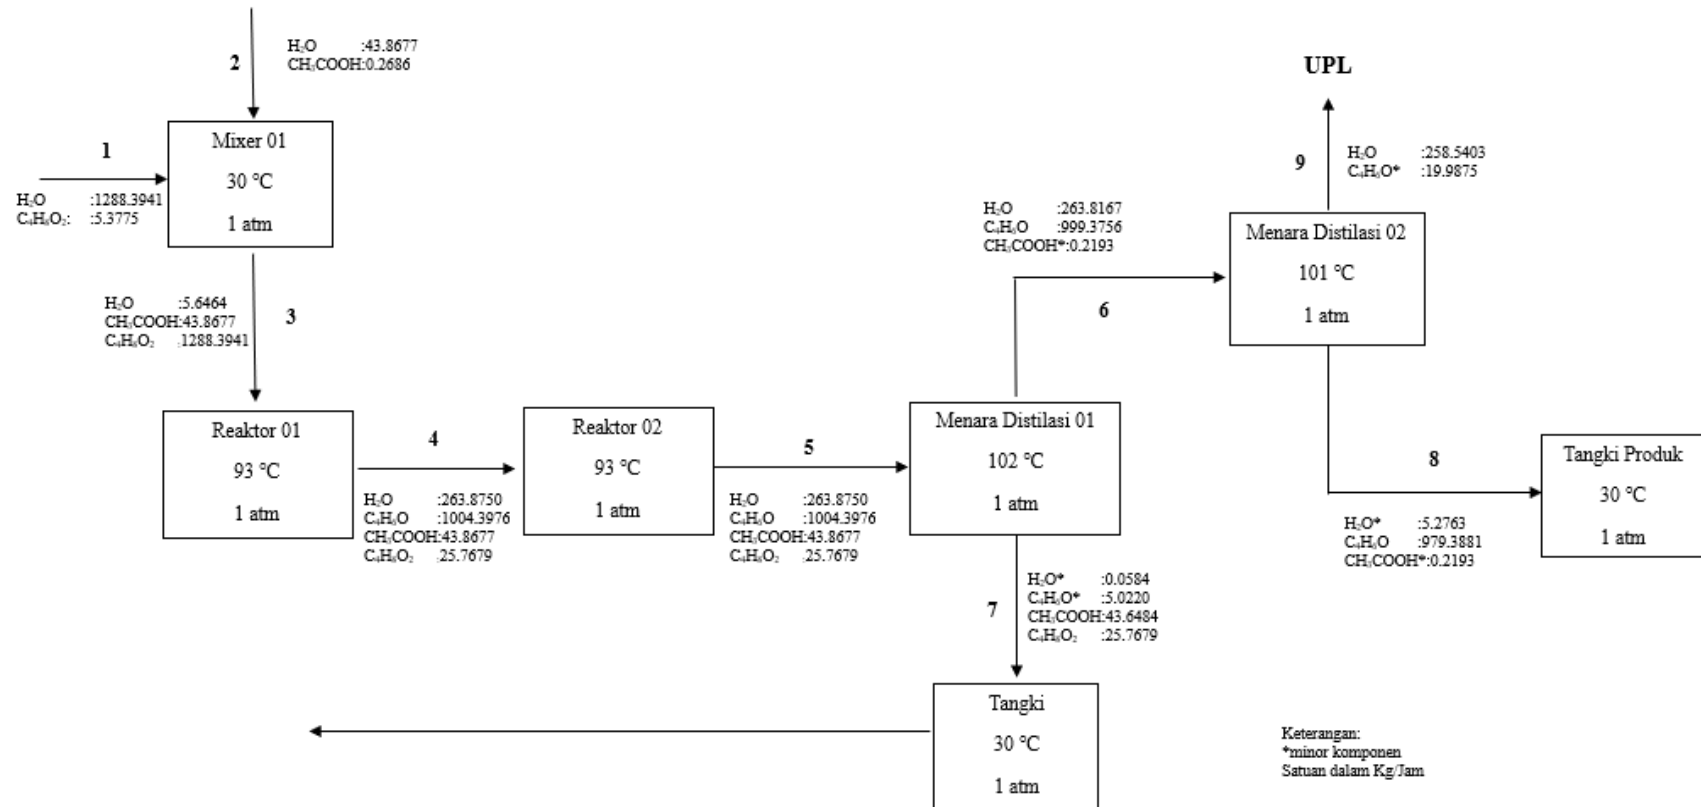 2
H₂O :43.8677
CH₃COOH:0.2686
1
H₂O :1288.3941
C₄H₈O₂: :5.3775
Mixer 01
30 °C
1 atm
H₂O :5.6464
CH₃COOH:43.8677
C₄H₈O₂ :1288.3941
3
Reaktor 01
93 °C
1 atm
4
H₂O :263.8750
C₄H₆O :1004.3976
CH₃COOH:43.8677
C₄H₈O₂ :25.7679
Reaktor 02
93 °C
1 atm
5
H₂O :263.8750
C₄H₆O :1004.3976
CH₃COOH:43.8677
C₄H₈O₂ :25.7679
Menara Distilasi 01
102 °C
1 atm
H₂O :263.8167
C₄H₆O :999.3756
CH₃COOH*:0.2193
6
7
H₂O* :0.0584
C₄H₆O* :5.0220
CH₃COOH:43.6484
C₄H₈O₂ :25.7679
Tangki
30 °C
1 atm
UPL
9
H₂O :258.5403
C₄H₆O* :19.9875
Menara Distilasi 02
101 °C
1 atm
8
H₂O* :5.2763
C₄H₆O :979.3881
CH₃COOH*:0.2193
Tangki Produk
30 °C
1 atm
Keterangan:
*minor komponen
Satuan dalam Kg/Jam